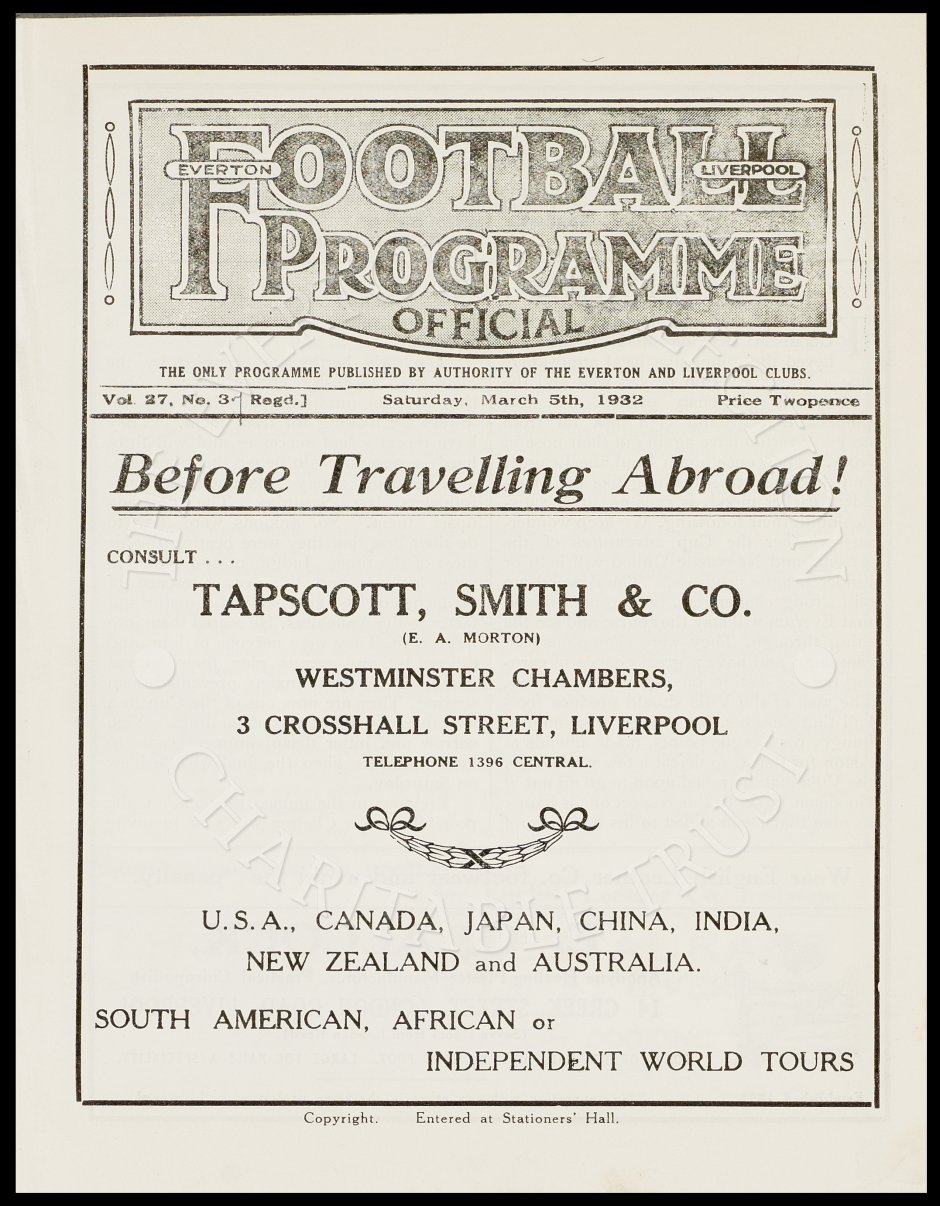 EVERTON
LIVERPOOL
FOOTBALL
PROGRAMME
OFFICIAL
THE ONLY PROGRAMME PUBLISHED BY AUTHORITY OF THE EVERTON AND LIVERPOOL CLUBS.
Vol. 27, No. 37 Regd.] Saturday, March 5th, 1932 Price Twopence
Before Travelling Abroad!
CONSULT . . .
TAPSCOTT, SMITH & CO.
(E. A. MORTON)
WESTMINSTER CHAMBERS,
3 CROSSHALL STREET, LIVERPOOL
TELEPHONE 1396 CENTRAL.
U.S.A., CANADA, JAPAN, CHINA, INDIA,
NEW ZEALAND and AUSTRALIA.
SOUTH AMERICAN, AFRICAN or
INDEPENDENT WORLD TOURS
Copyright. Entered at Stationers' Hall.
CHARITABLE TRUST